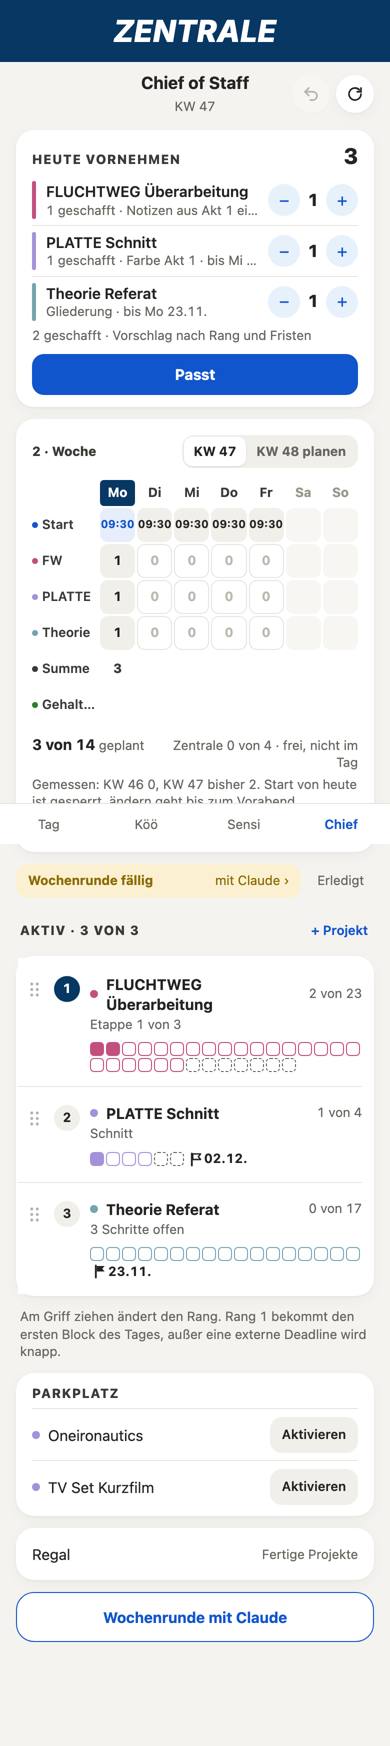 ZENTRALE
Chief of Staff
KW 47
HEUTE VORNEHMEN 3
FLUCHTWEG Überarbeitung − 1 +
1 geschafft · Notizen aus Akt 1 ei…
PLATTE Schnitt − 1 +
1 geschafft · Farbe Akt 1 · bis Mi …
Theorie Referat − 1 +
Gliederung · bis Mo 23.11.
2 geschafft · Vorschlag nach Rang und Fristen
Passt
2 · Woche KW 47 KW 48 planen
Mo Di Mi Do Fr Sa So
Start 09:30 09:30 09:30 09:30 09:30
FW 1 0 0 0 0
PLATTE 1 0 0 0 0
Theorie 1 0 0 0 0
Summe 3
Gehalt…
3 von 14 geplant Zentrale 0 von 4 · frei, nicht im
Tag
Gemessen: KW 46 0, KW 47 bisher 2. Start von heute
ist gesperrt, ändern geht bis zum Vorabend
Tag Köö Sensi Chief
Wochenrunde fällig mit Claude › Erledigt
AKTIV · 3 VON 3 + Projekt
1 FLUCHTWEG
Überarbeitung 2 von 23
Etappe 1 von 3
2 PLATTE Schnitt 1 von 4
Schnitt
02.12.
3 Theorie Referat 0 von 17
3 Schritte offen
23.11.
Am Griff ziehen ändert den Rang. Rang 1 bekommt den
ersten Block des Tages, außer eine externe Deadline wird
knapp.
PARKPLATZ
Oneironautics Aktivieren
TV Set Kurzfilm Aktivieren
Regal Fertige Projekte
Wochenrunde mit Claude